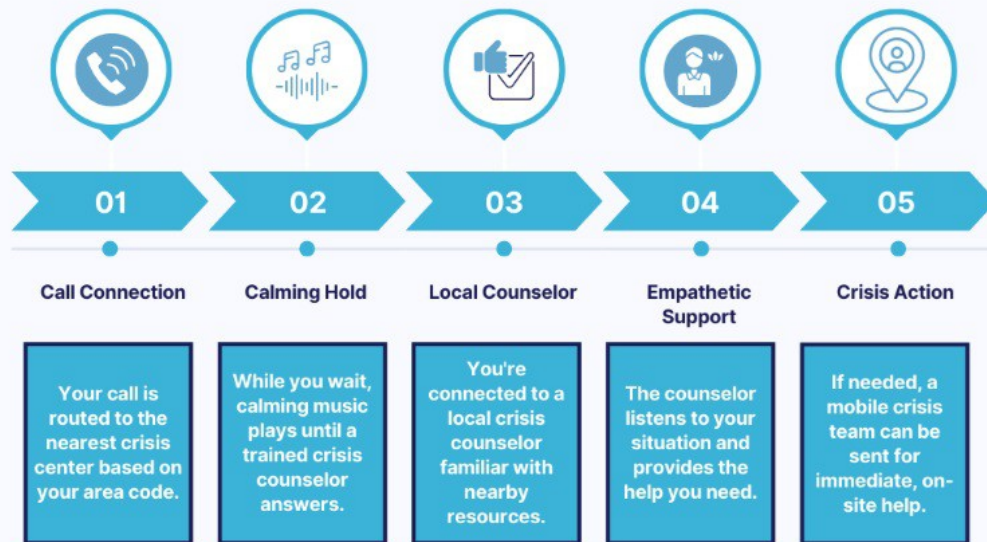 01
02
03
04
05
Call Connection
Calming Hold
Local Counselor
Empathetic
Support
Crisis Action
Your call is
routed to the
nearest crisis
center based on
your area code.
While you wait,
calming music
plays until a
trained crisis
counselor
answers.
You're
connected to a
local crisis
counselor
familiar with
nearby
resources.
The counselor
listens to your
situation and
provides the
help you need.
If needed, a
mobile crisis
team can be
sent for
immediate, on-
site help.